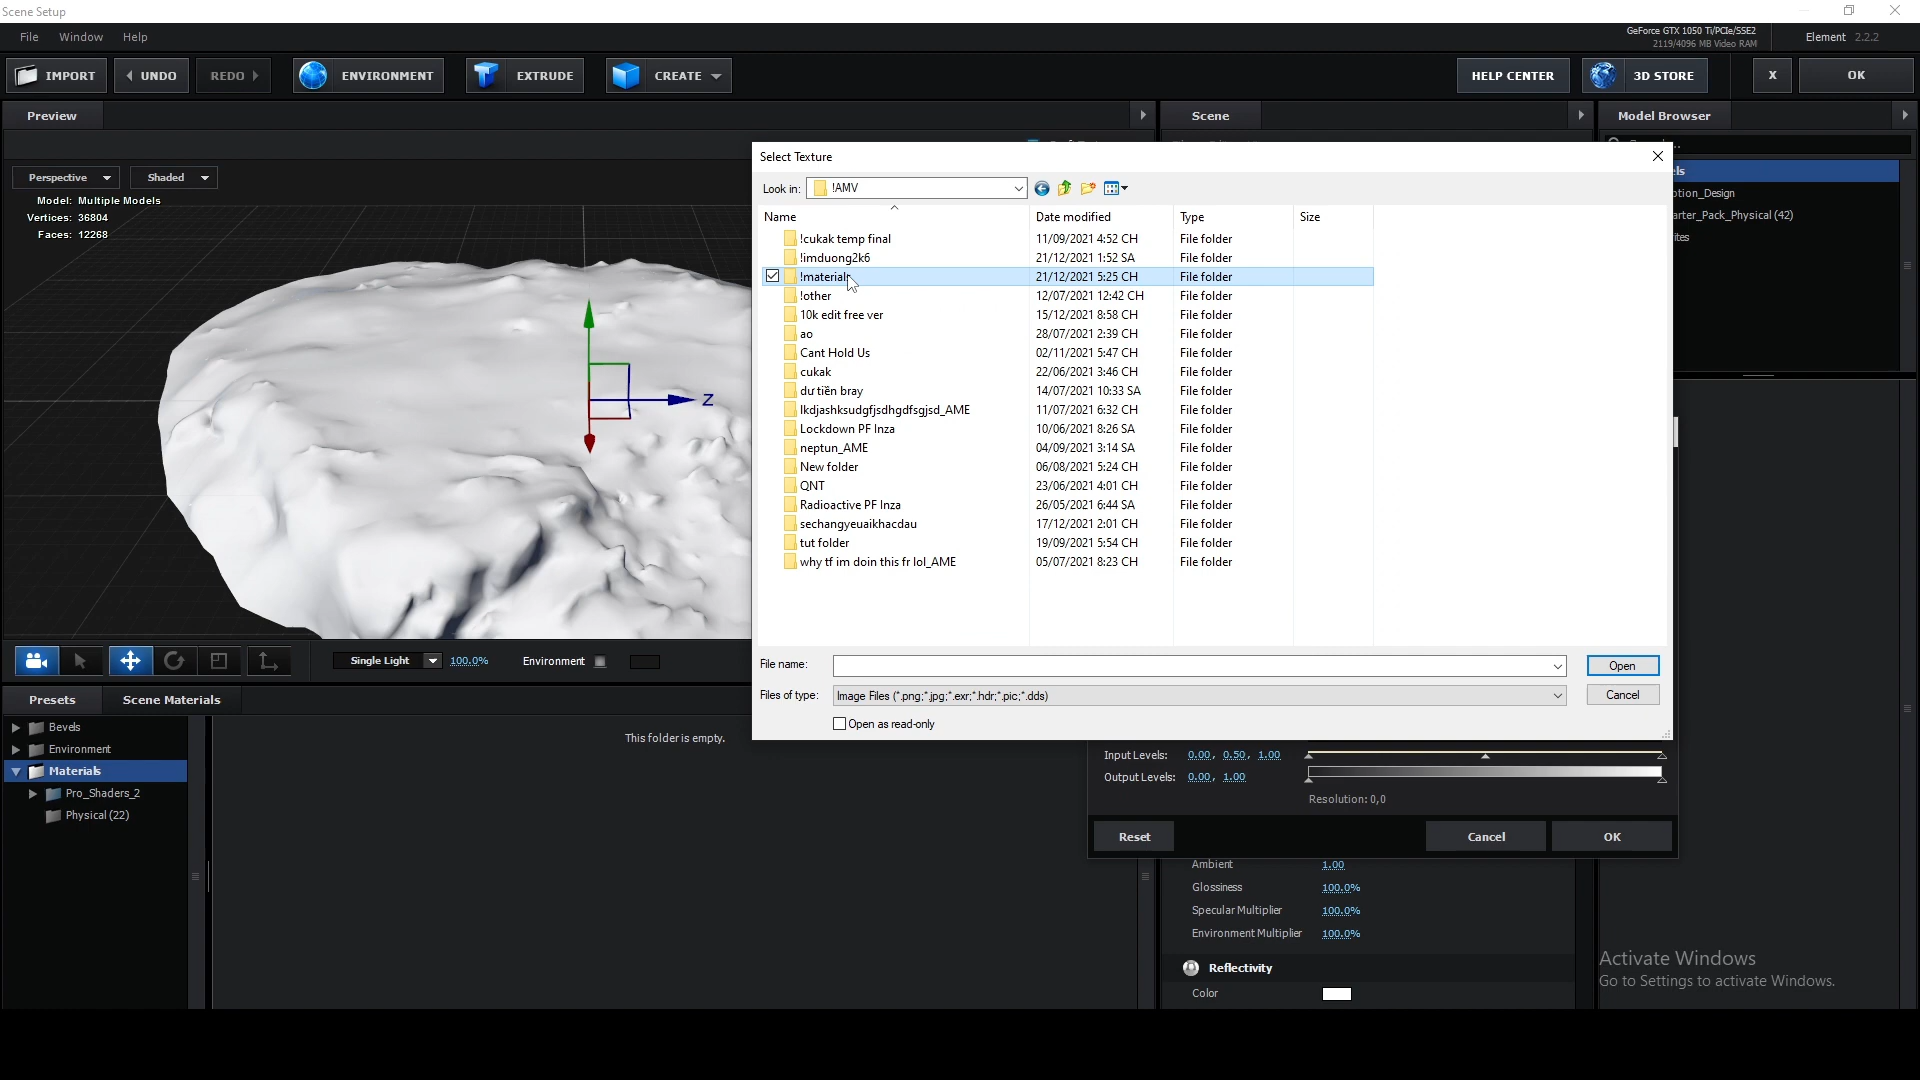 Scene Setup
File Window Help
GeForce GTX 1050 Ti/PCIe/SSE2
2119/4096 MB Video RAM
Element 2.2.2
IMPORT UNDO REDO ENVIRONMENT EXTRUDE CREATE HELP CENTER 3D STORE X OK
Preview Scene Model Browser
Perspective Shaded
Model: Multiple Models
Vertices: 36804
Faces: 12268
Z
Select Texture
Look in: !AMV
Name Date modified Type Size
!cukak temp final 11/09/2021 4:52 CH File folder
!imduong2k6 21/12/2021 1:52 SA File folder
!materials 21/12/2021 5:25 CH File folder
!other 12/07/2021 12:42 CH File folder
10k edit free ver 15/12/2021 8:58 CH File folder
ao 28/07/2021 2:39 CH File folder
Cant Hold Us 02/11/2021 5:47 CH File folder
cukak 22/06/2021 3:46 CH File folder
dư tiền bray 14/07/2021 10:33 SA File folder
lkdjashksudgfjsdhgdfsgjsd_AME 11/07/2021 6:32 CH File folder
Lockdown PF Inza 10/06/2021 8:26 SA File folder
neptun_AME 04/09/2021 3:14 SA File folder
New folder 06/08/2021 5:24 CH File folder
QNT 23/06/2021 4:01 CH File folder
Radioactive PF Inza 26/05/2021 6:44 SA File folder
sechangyeuaikhacdau 17/12/2021 2:01 CH File folder
tut folder 19/09/2021 5:54 CH File folder
why tf im doin this fr lol_AME 05/07/2021 8:23 CH File folder
File name: Open
Files of type: Image Files (*.png;*.jpg;*.exr;*.hdr;*.pic;*.dds) Cancel
Open as read-only
els
otion_Design
arter_Pack_Physical (42)
ites
Single Light 100.0% Environment
Presets Scene Materials
Bevels
Environment
Materials
Pro_Shaders_2
Physical (22)
This folder is empty.
Input Levels: 0.00, 0.50, 1.00
Output Levels: 0.00, 1.00
Resolution: 0,0
Reset Cancel OK
Ambient 1.00
Glossiness 100.0%
Specular Multiplier 100.0%
Environment Multiplier 100.0%
Reflectivity
Color
Activate Windows
Go to Settings to activate Windows.